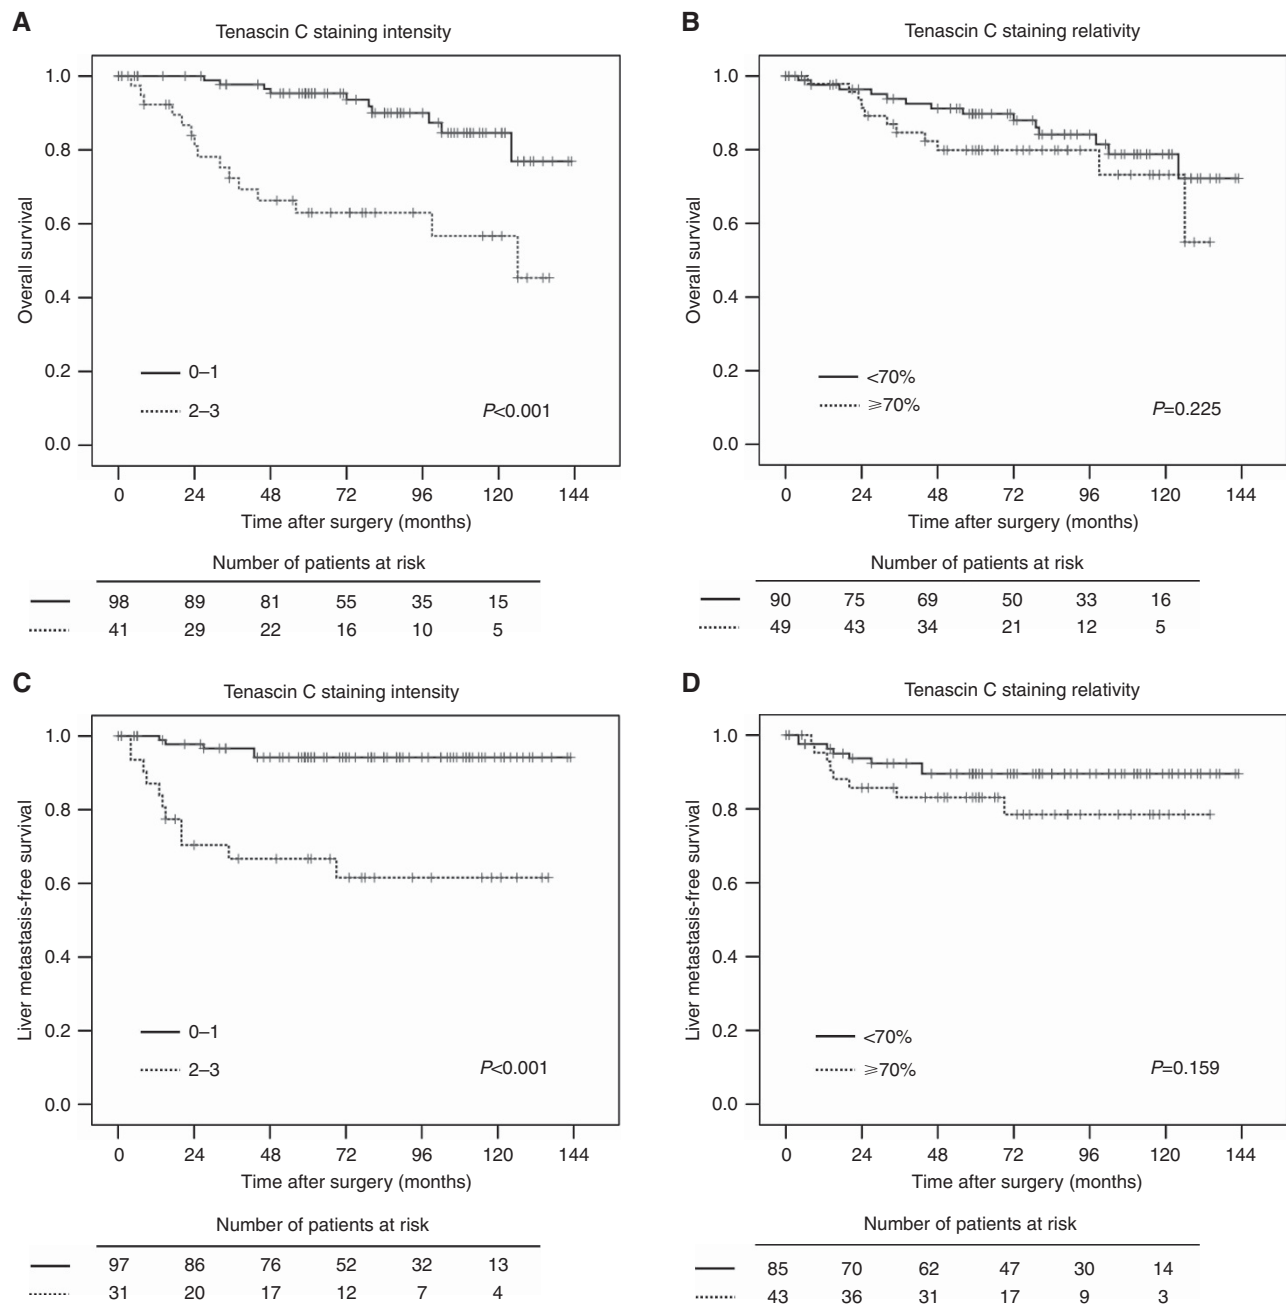 A
Tenascin C staining intensity
Overall survival
1.0
0.8
0.6
0.4
0.2
0.0
0–1
2–3
P<0.001
0 24 48 72 96 120 144
Time after surgery (months)
Number of patients at risk
98 89 81 55 35 15
41 29 22 16 10 5
B
Tenascin C staining relativity
Overall survival
1.0
0.8
0.6
0.4
0.2
0.0
<70%
⩾70%
P=0.225
0 24 48 72 96 120 144
Time after surgery (months)
Number of patients at risk
90 75 69 50 33 16
49 43 34 21 12 5
C
Tenascin C staining intensity
Liver metastasis-free survival
1.0
0.8
0.6
0.4
0.2
0.0
0–1
2–3
P<0.001
0 24 48 72 96 120 144
Time after surgery (months)
Number of patients at risk
97 86 76 52 32 13
31 20 17 12 7 4
D
Tenascin C staining relativity
Liver metastasis-free survival
1.0
0.8
0.6
0.4
0.2
0.0
<70%
⩾70%
P=0.159
0 24 48 72 96 120 144
Time after surgery (months)
Number of patients at risk
85 70 62 47 30 14
43 36 31 17 9 3